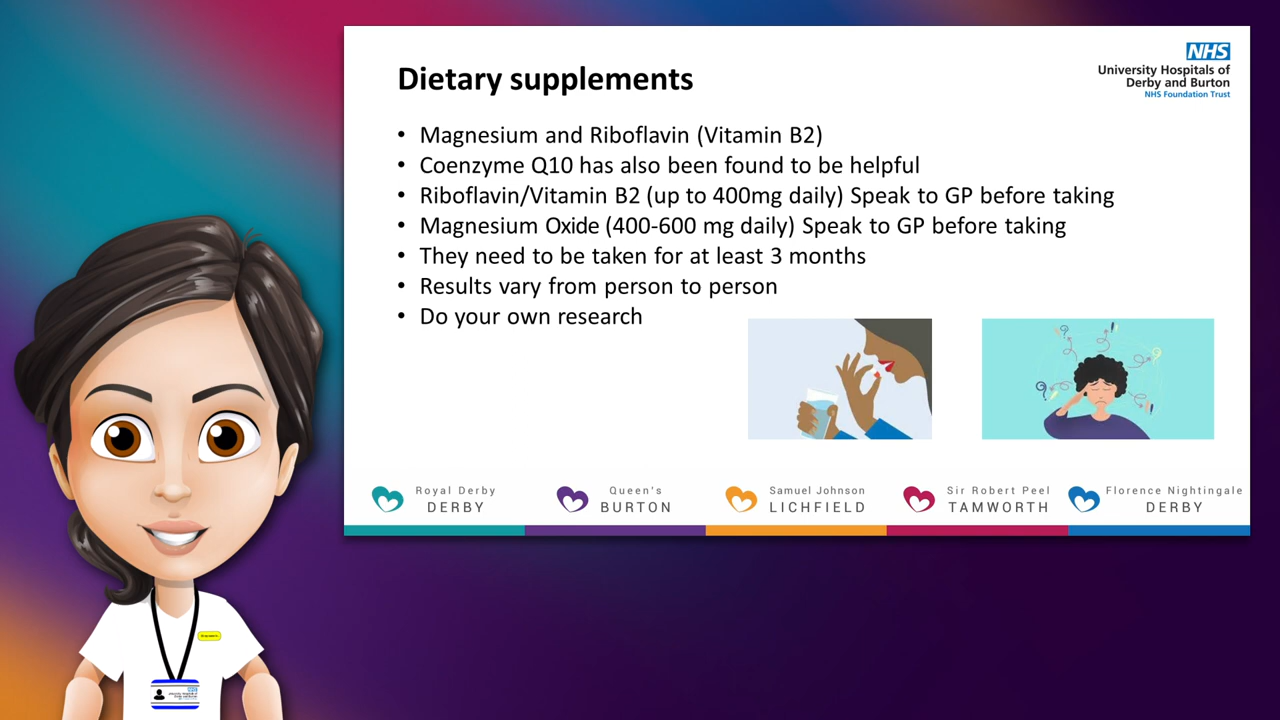 Dietary supplements
NHS
University Hospitals of
Derby and Burton
NHS Foundation Trust
• Magnesium and Riboflavin (Vitamin B2)
• Coenzyme Q10 has also been found to be helpful
• Riboflavin/Vitamin B2 (up to 400mg daily) Speak to GP before taking
• Magnesium Oxide (400-600 mg daily) Speak to GP before taking
• They need to be taken for at least 3 months
• Results vary from person to person
• Do your own research
Royal Derby
DERBY
Queen's
BURTON
Samuel Johnson
LICHFIELD
Sir Robert Peel
TAMWORTH
Florence Nightingale
DERBY